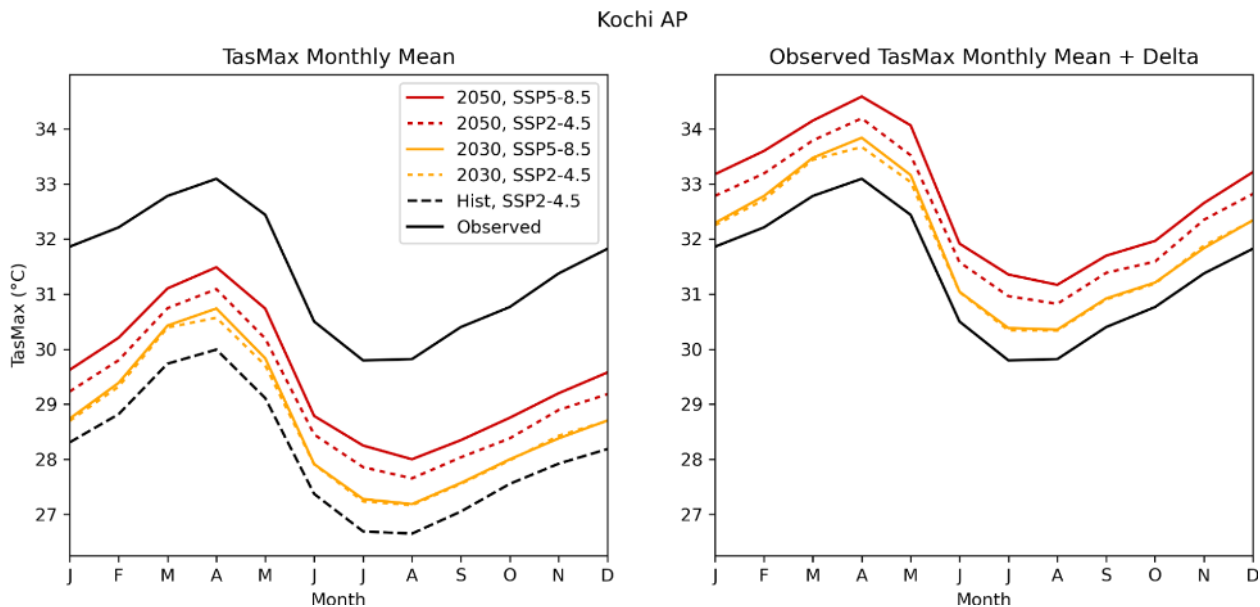 Kochi AP
TasMax Monthly Mean
Observed TasMax Monthly Mean + Delta
2050, SSP5-8.5
2050, SSP2-4.5
2030, SSP5-8.5
2030, SSP2-4.5
Hist, SSP2-4.5
Observed
TasMax (°C)
34
33
32
31
30
29
28
27
J F M A M J J A S O N D
Month
34
33
32
31
30
29
28
27
J F M A M J J A S O N D
Month